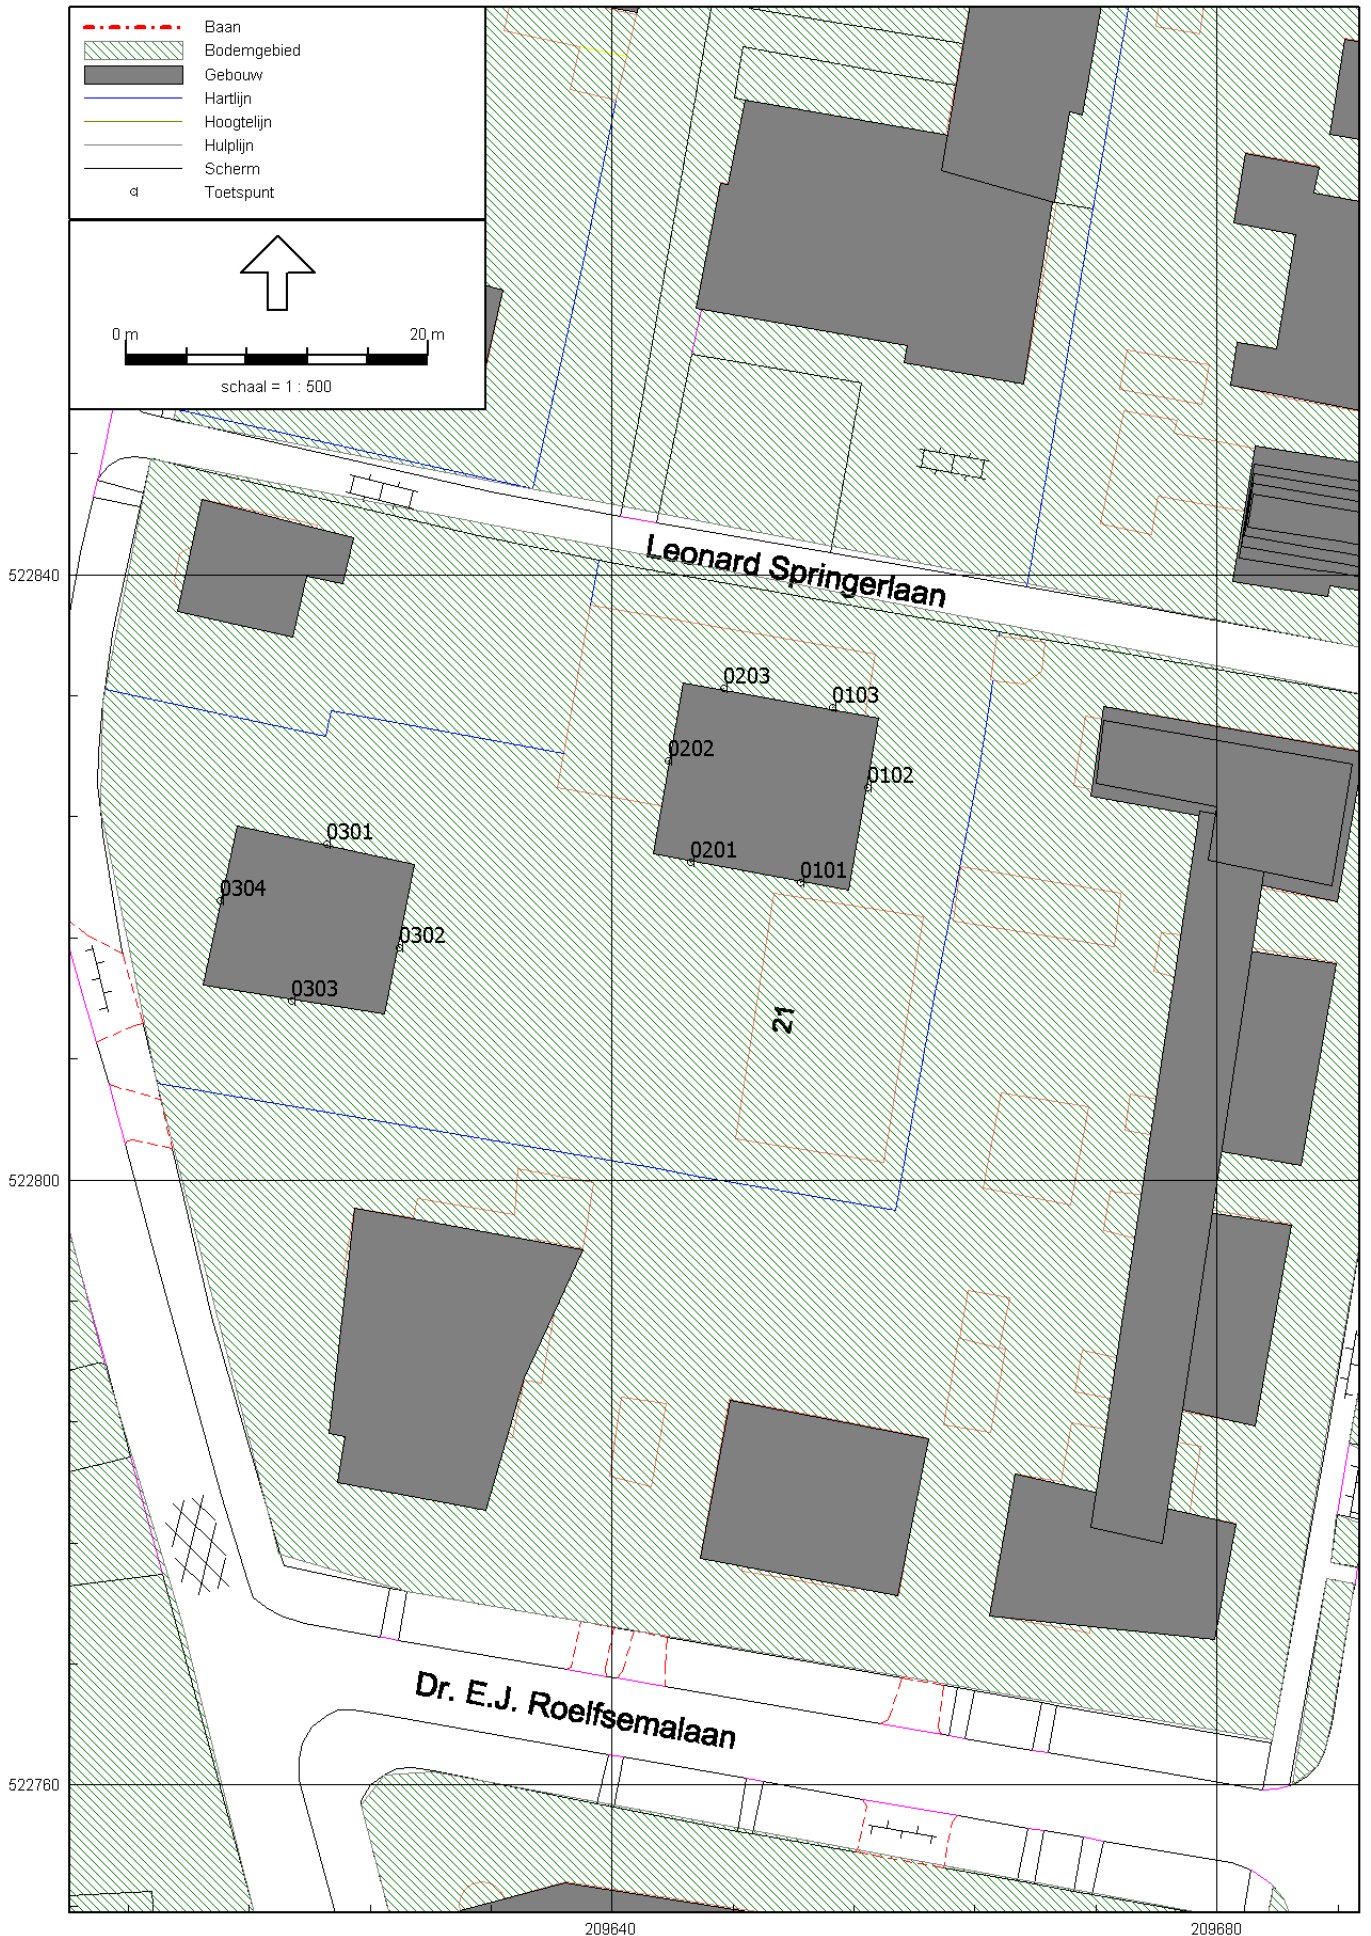 Baan
Bodemgebied
Gebouw
Hartlijn
Hoogtelijn
Hulplijn
Scherm
Toetspunt
0 m 20 m
schaal = 1 : 500
Leonard Springerlaan
522840
0203
0103
0202
0102
0301
0201
0101
0304
0302
0303
21
522800
Dr. E.J. Roelfsemalaan
522760
209640 209680